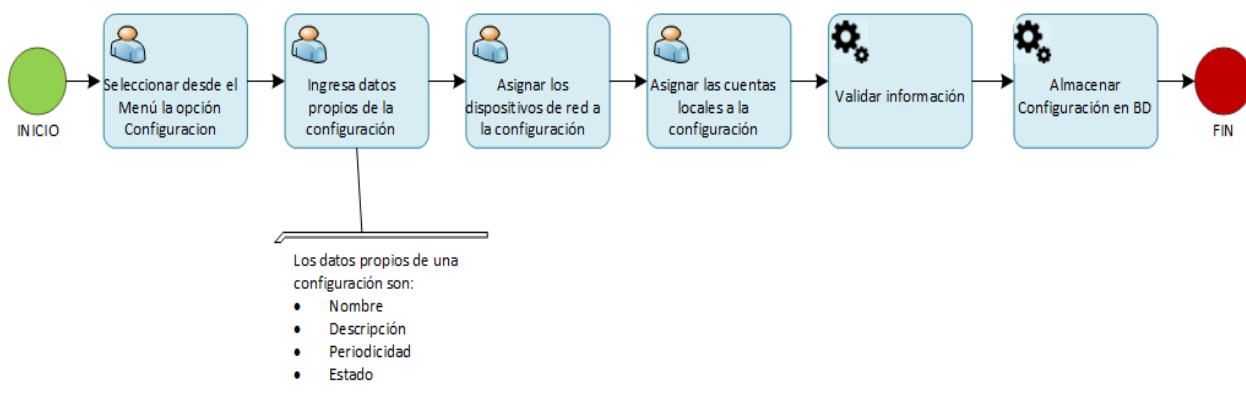 INICIO
Seleccionar desde el
Menú la opción
Configuracion
Ingresa datos
propios de la
configuración
Asignar los
dispositivos de red a
la configuración
Asignar las cuentas
locales a la
configuración
Validar información
Almacenar
Configuración en BD
FIN
Los datos propios de una
configuración son:
• Nombre
• Descripción
• Periodicidad
• Estado